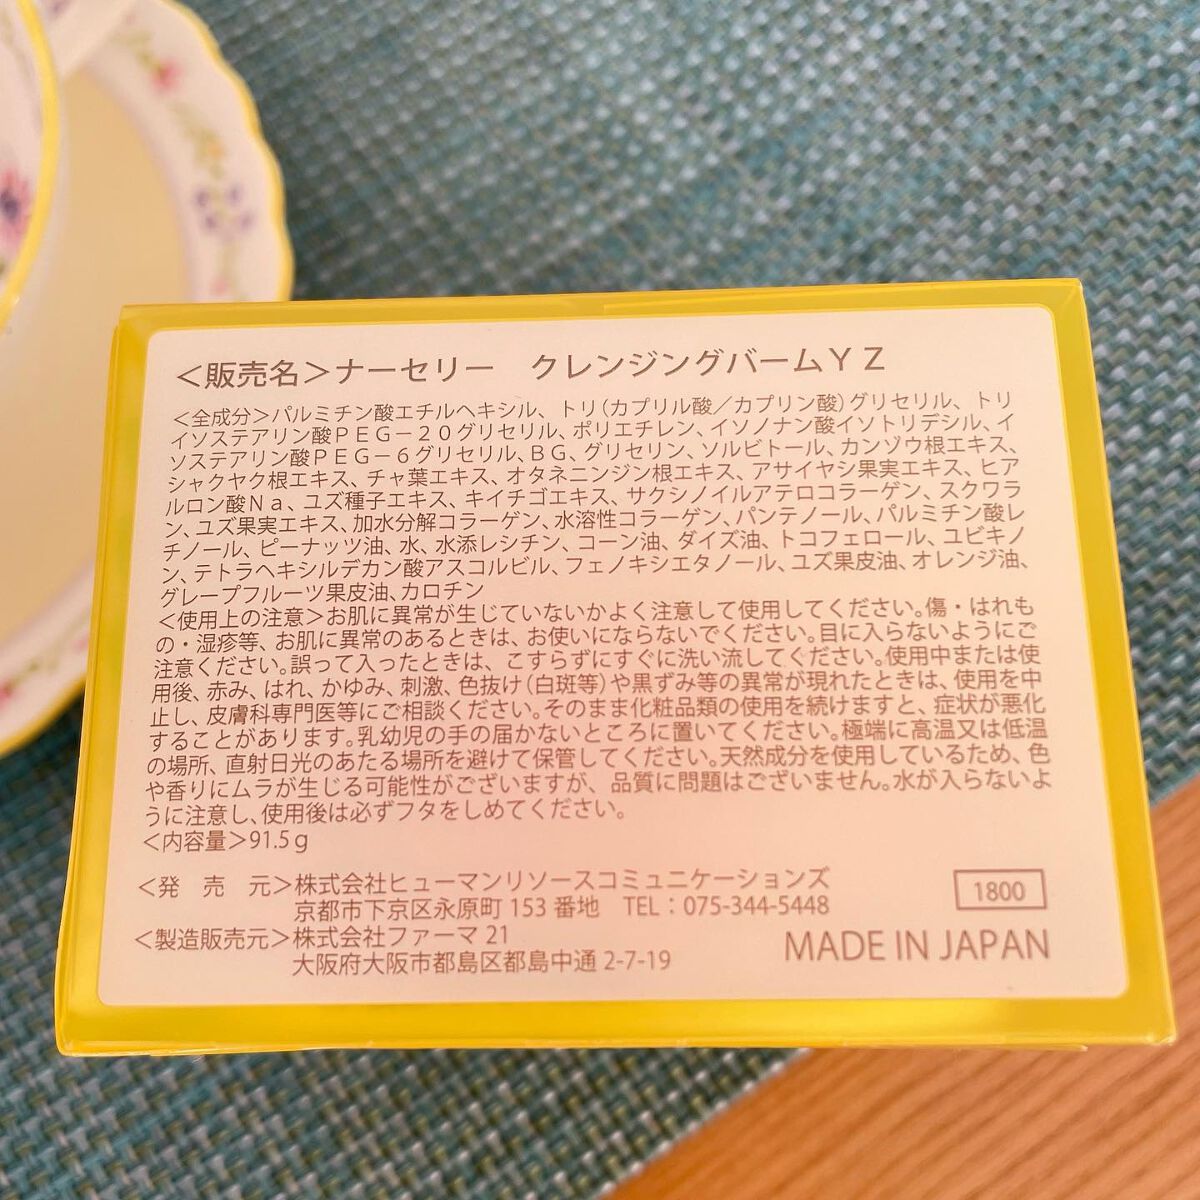 ＜販売名＞ナーセリー　クレンジングバームＹＺ
＜全成分＞パルミチン酸エチルヘキシル、トリ（カプリル酸／カプリン酸）グリセリル、トリ
イソステアリン酸ＰＥＧ－２０グリセリル、ポリエチレン、イソノナン酸イソトリデシル、イ
ソステアリン酸ＰＥＧ－６グリセリル、ＢＧ、グリセリン、ソルビトール、カンゾウ根エキス、
シャクヤク根エキス、チャ葉エキス、オタネニンジン根エキス、アサイヤシ果実エキス、ヒア
ルロン酸Ｎａ、ユズ種子エキス、キイチゴエキス、サクシノイルアテロコラーゲン、スクワラ
ン、ユズ果実エキス、加水分解コラーゲン、水溶性コラーゲン、パンテノール、パルミチン酸レ
チノール、ピーナッツ油、水、水添レシチン、コーン油、ダイズ油、トコフェロール、ユビキノ
ン、テトラヘキシルデカン酸アスコルビル、フェノキシエタノール、ユズ果皮油、オレンジ油、
グレープフルーツ果皮油、カロチン
＜使用上の注意＞お肌に異常が生じていないかよく注意して使用してください。傷・はれも
の・湿疹等、お肌に異常のあるときは、お使いにならないでください。目に入らないようにご
注意ください。誤って入ったときは、こすらずにすぐに洗い流してください。使用中または使
用後、赤み、はれ、かゆみ、刺激、色抜け（白斑等）や黒ずみ等の異常が現れたときは、使用を中
止し、皮膚科専門医等にご相談ください。そのまま化粧品類の使用を続けますと、症状が悪化
することがあります。乳幼児の手の届かないところに置いてください。極端に高温又は低温
の場所、直射日光のあたる場所を避けて保管してください。天然成分を使用しているため、色
や香りにムラが生じる可能性がございますが、品質に問題はございません。水が入らないよ
うに注意し、使用後は必ずフタをしめてください。
＜内容量＞91.5ｇ
＜発　売　元＞株式会社ヒューマンリソースコミュニケーションズ
京都市下京区永原町 153 番地　TEL：075-344-5448
1800
＜製造販売元＞株式会社ファーマ 21
大阪府大阪市都島区都島中通 2-7-19
MADE IN JAPAN